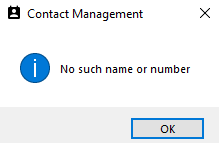 Contact Management
No such name or number
OK